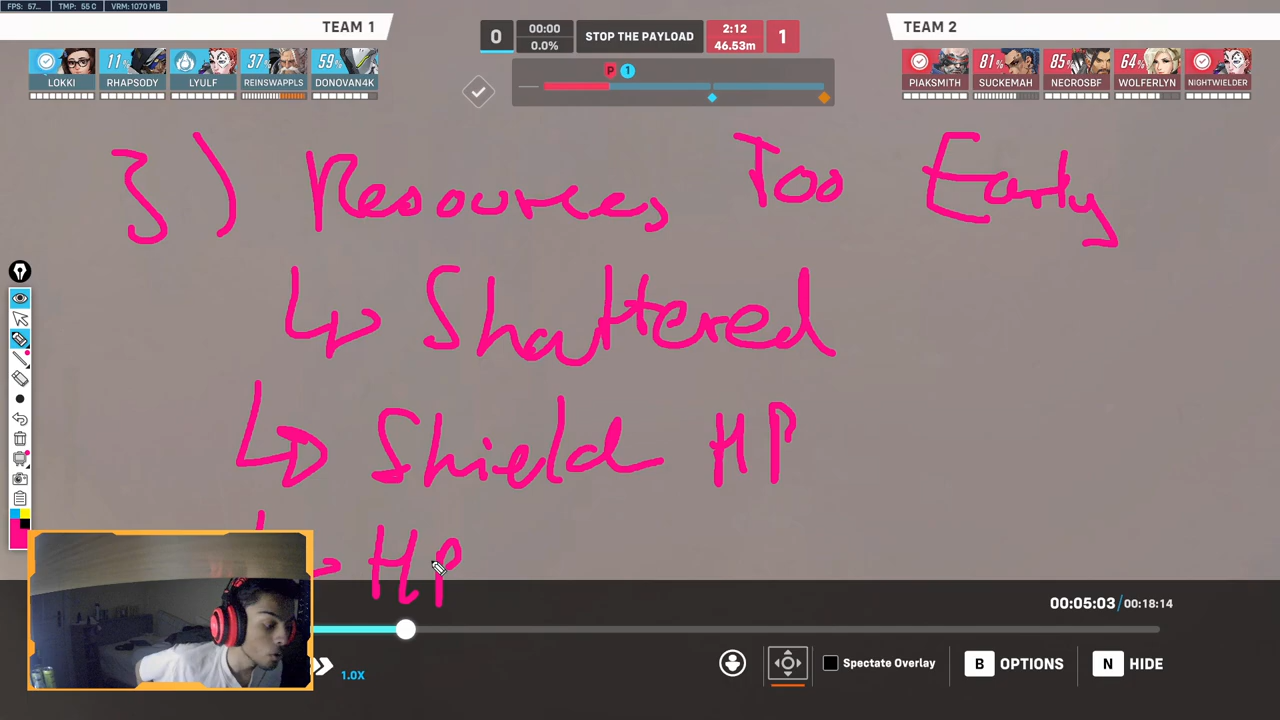 FPS: 57... TMP: 55 C VRM: 1070 MB
TEAM 1
0 00:00 0.0% STOP THE PAYLOAD 2:12 46.53m 1
TEAM 2
11% 37% 59%
LOKKI RHAPSODY LYULF REINSWAPPLS DONOVAN4K
81% 85% 64%
PIAKSMITH SUCKEMAH NECROSBF WOLFERLYN NIGHTWIELDER
P 1
3) Resources Too Early
↳ Shattered
↳ Shield HP
↳ HP
00:05:03 / 00:18:14
1.0X
Spectate Overlay
B OPTIONS
N HIDE